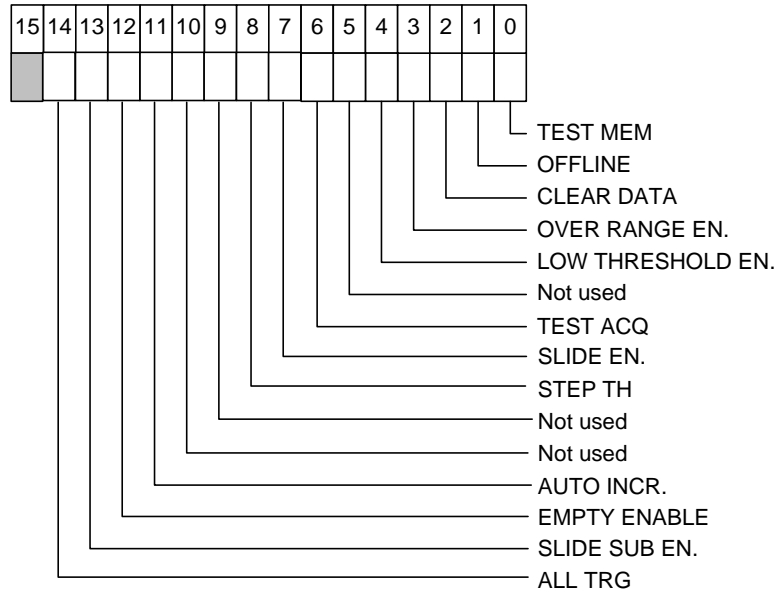 15 14 13 12 11 10 9 8 7 6 5 4 3 2 1 0
TEST MEM
OFFLINE
CLEAR DATA
OVER RANGE EN.
LOW THRESHOLD EN.
Not used
TEST ACQ
SLIDE EN.
STEP TH
Not used
Not used
AUTO INCR.
EMPTY ENABLE
SLIDE SUB EN.
ALL TRG